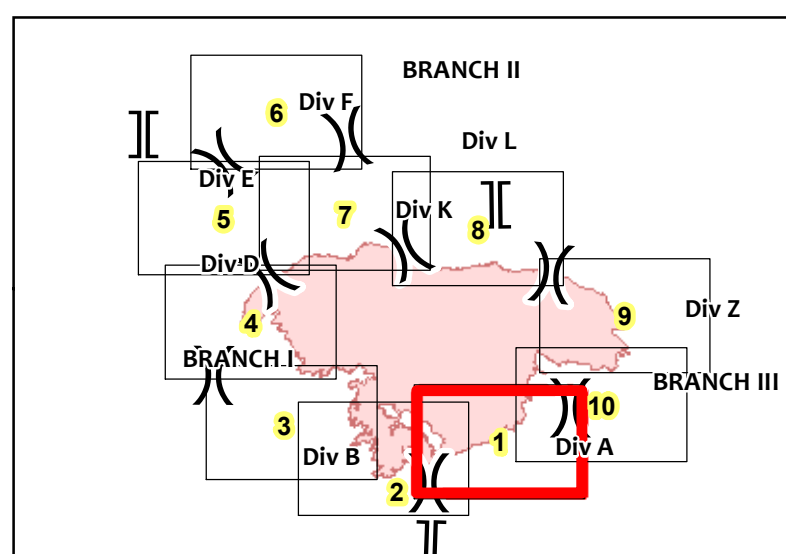 BRANCH II
Div F
6
][
Div L
Div E
5
7
Div K
8
][
Div D
4
9
Div Z
BRANCH I
BRANCH III
10
3
1
Div A
Div B
2
][